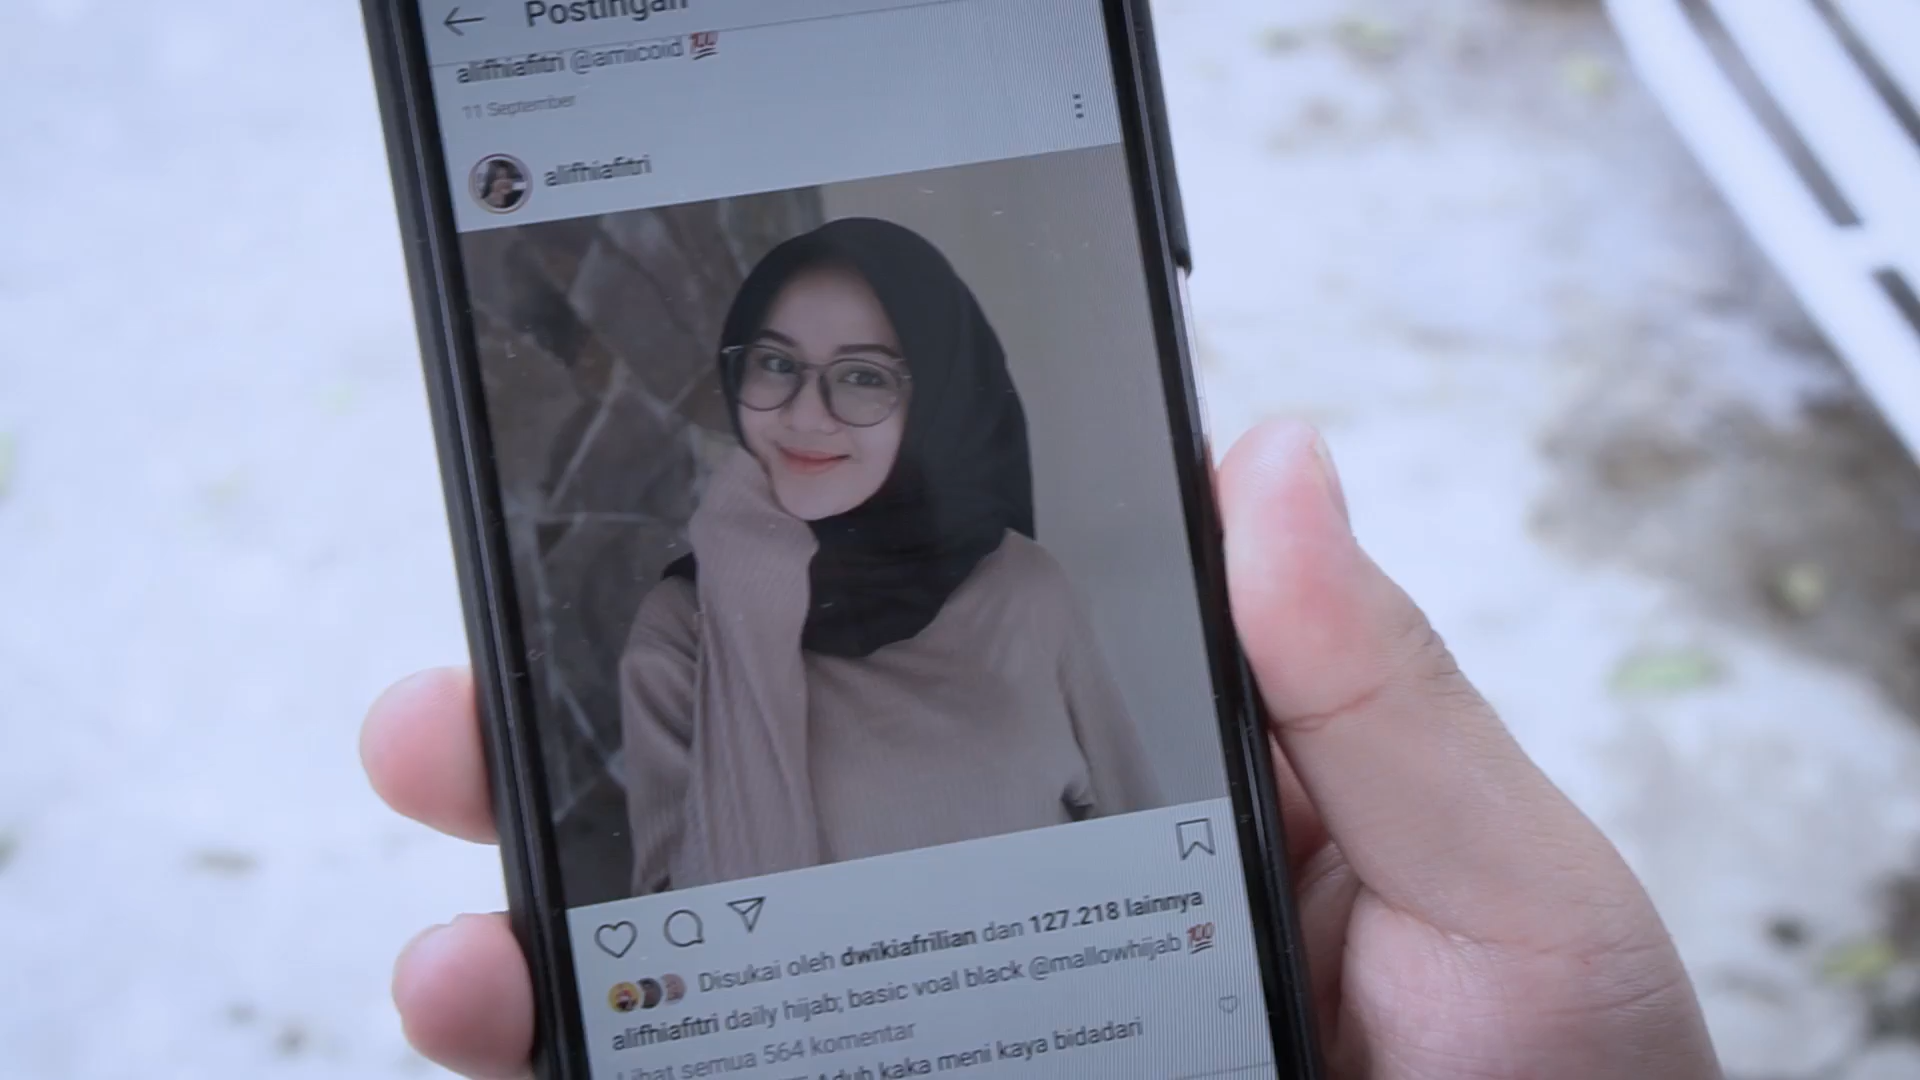 Postingan
alifhiafitri @amicoid 💯
11 September
alifhiafitri
Disukai oleh dwikiafrilian dan 127.218 lainnya
alifhiafitri daily hijab; basic voal black @mallowhijab 💯
Lihat semua 564 komentar
Aduh kaka meni kaya bidadari